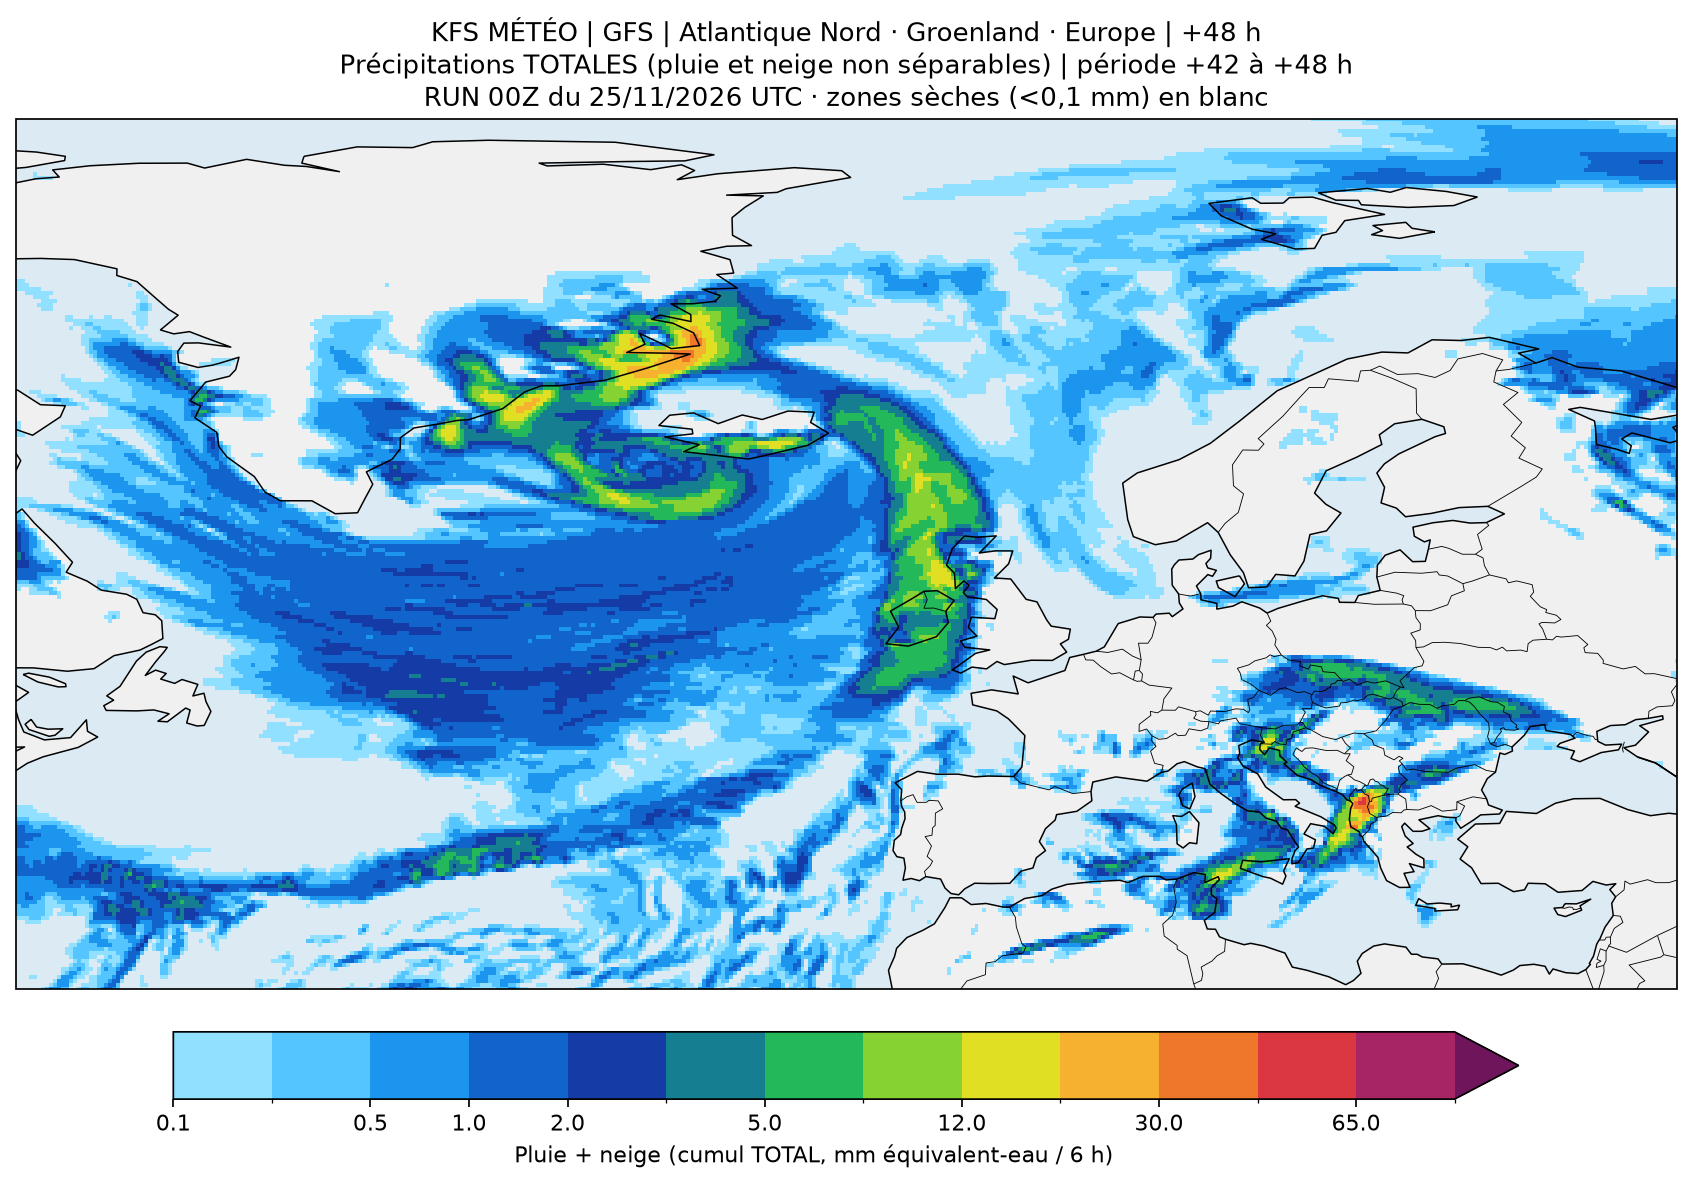 KFS MÉTÉO | GFS | Atlantique Nord · Groenland · Europe | +48 h
Précipitations TOTALES (pluie et neige non séparables) | période +42 à +48 h
RUN 00Z du 25/11/2026 UTC · zones sèches (<0,1 mm) en blanc
0.1 0.5 1.0 2.0 5.0 12.0 30.0 65.0
Pluie + neige (cumul TOTAL, mm équivalent-eau / 6 h)